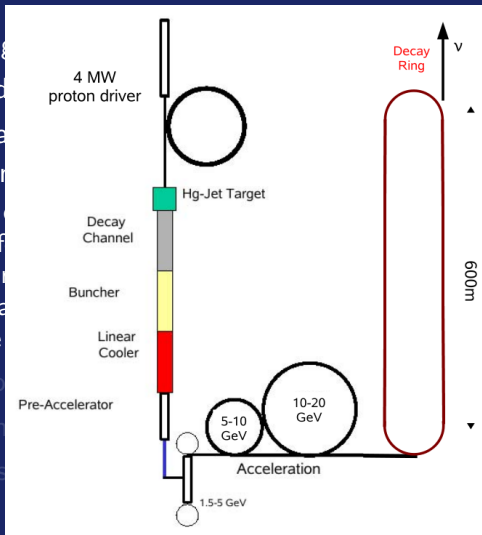 4 MW
proton driver
Decay
Ring
ν
Hg-Jet Target
Decay
Channel
Buncher
Linear
Cooler
Pre-Accelerator
600m
5-10
GeV
10-20
GeV
Acceleration
1.5-5 GeV